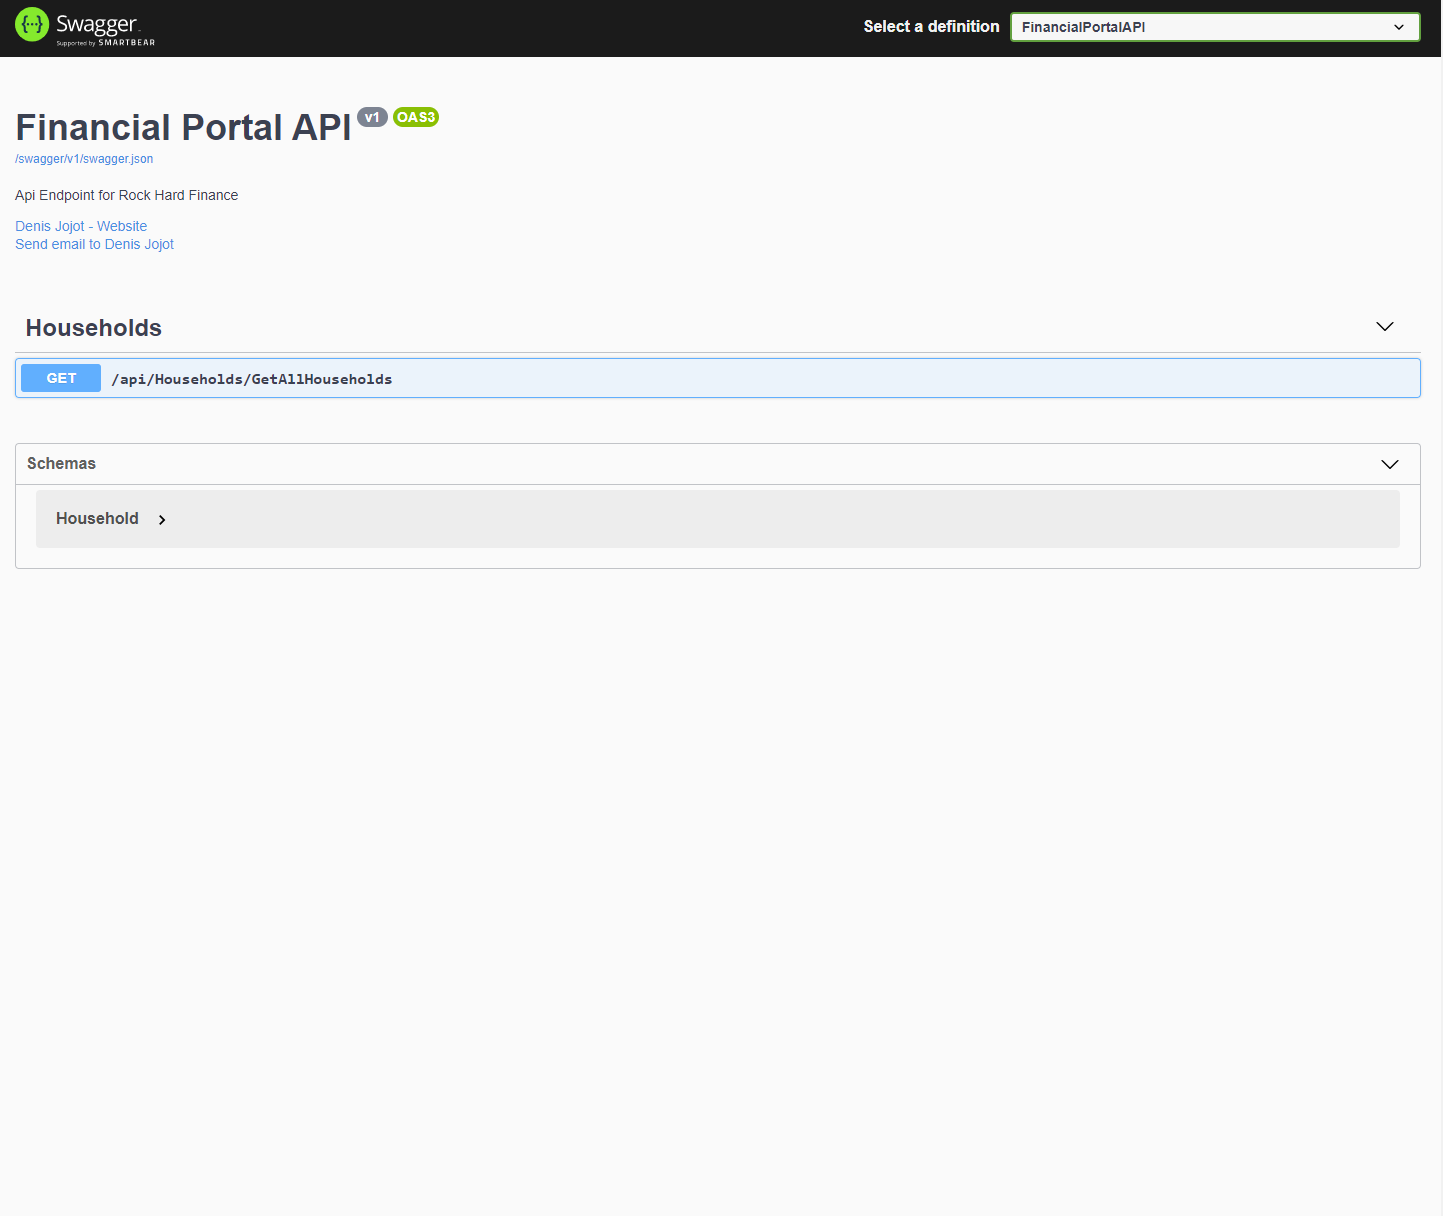 Swagger
Supported by SMARTBEAR
Select a definition
FinancialPortalAPI
Financial Portal API v1 OAS3
/swagger/v1/swagger.json
Api Endpoint for Rock Hard Finance
Denis Jojot - Website
Send email to Denis Jojot
Households
GET /api/Households/GetAllHouseholds
Schemas
Household